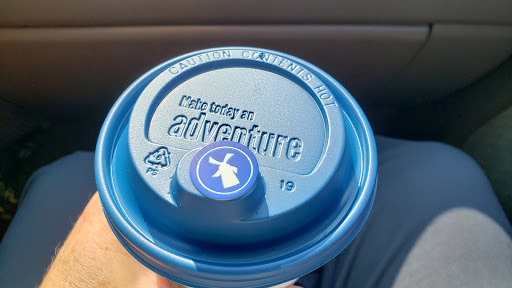 CAUTION CONTENTS HOT
Make today an
adventure
PS
19